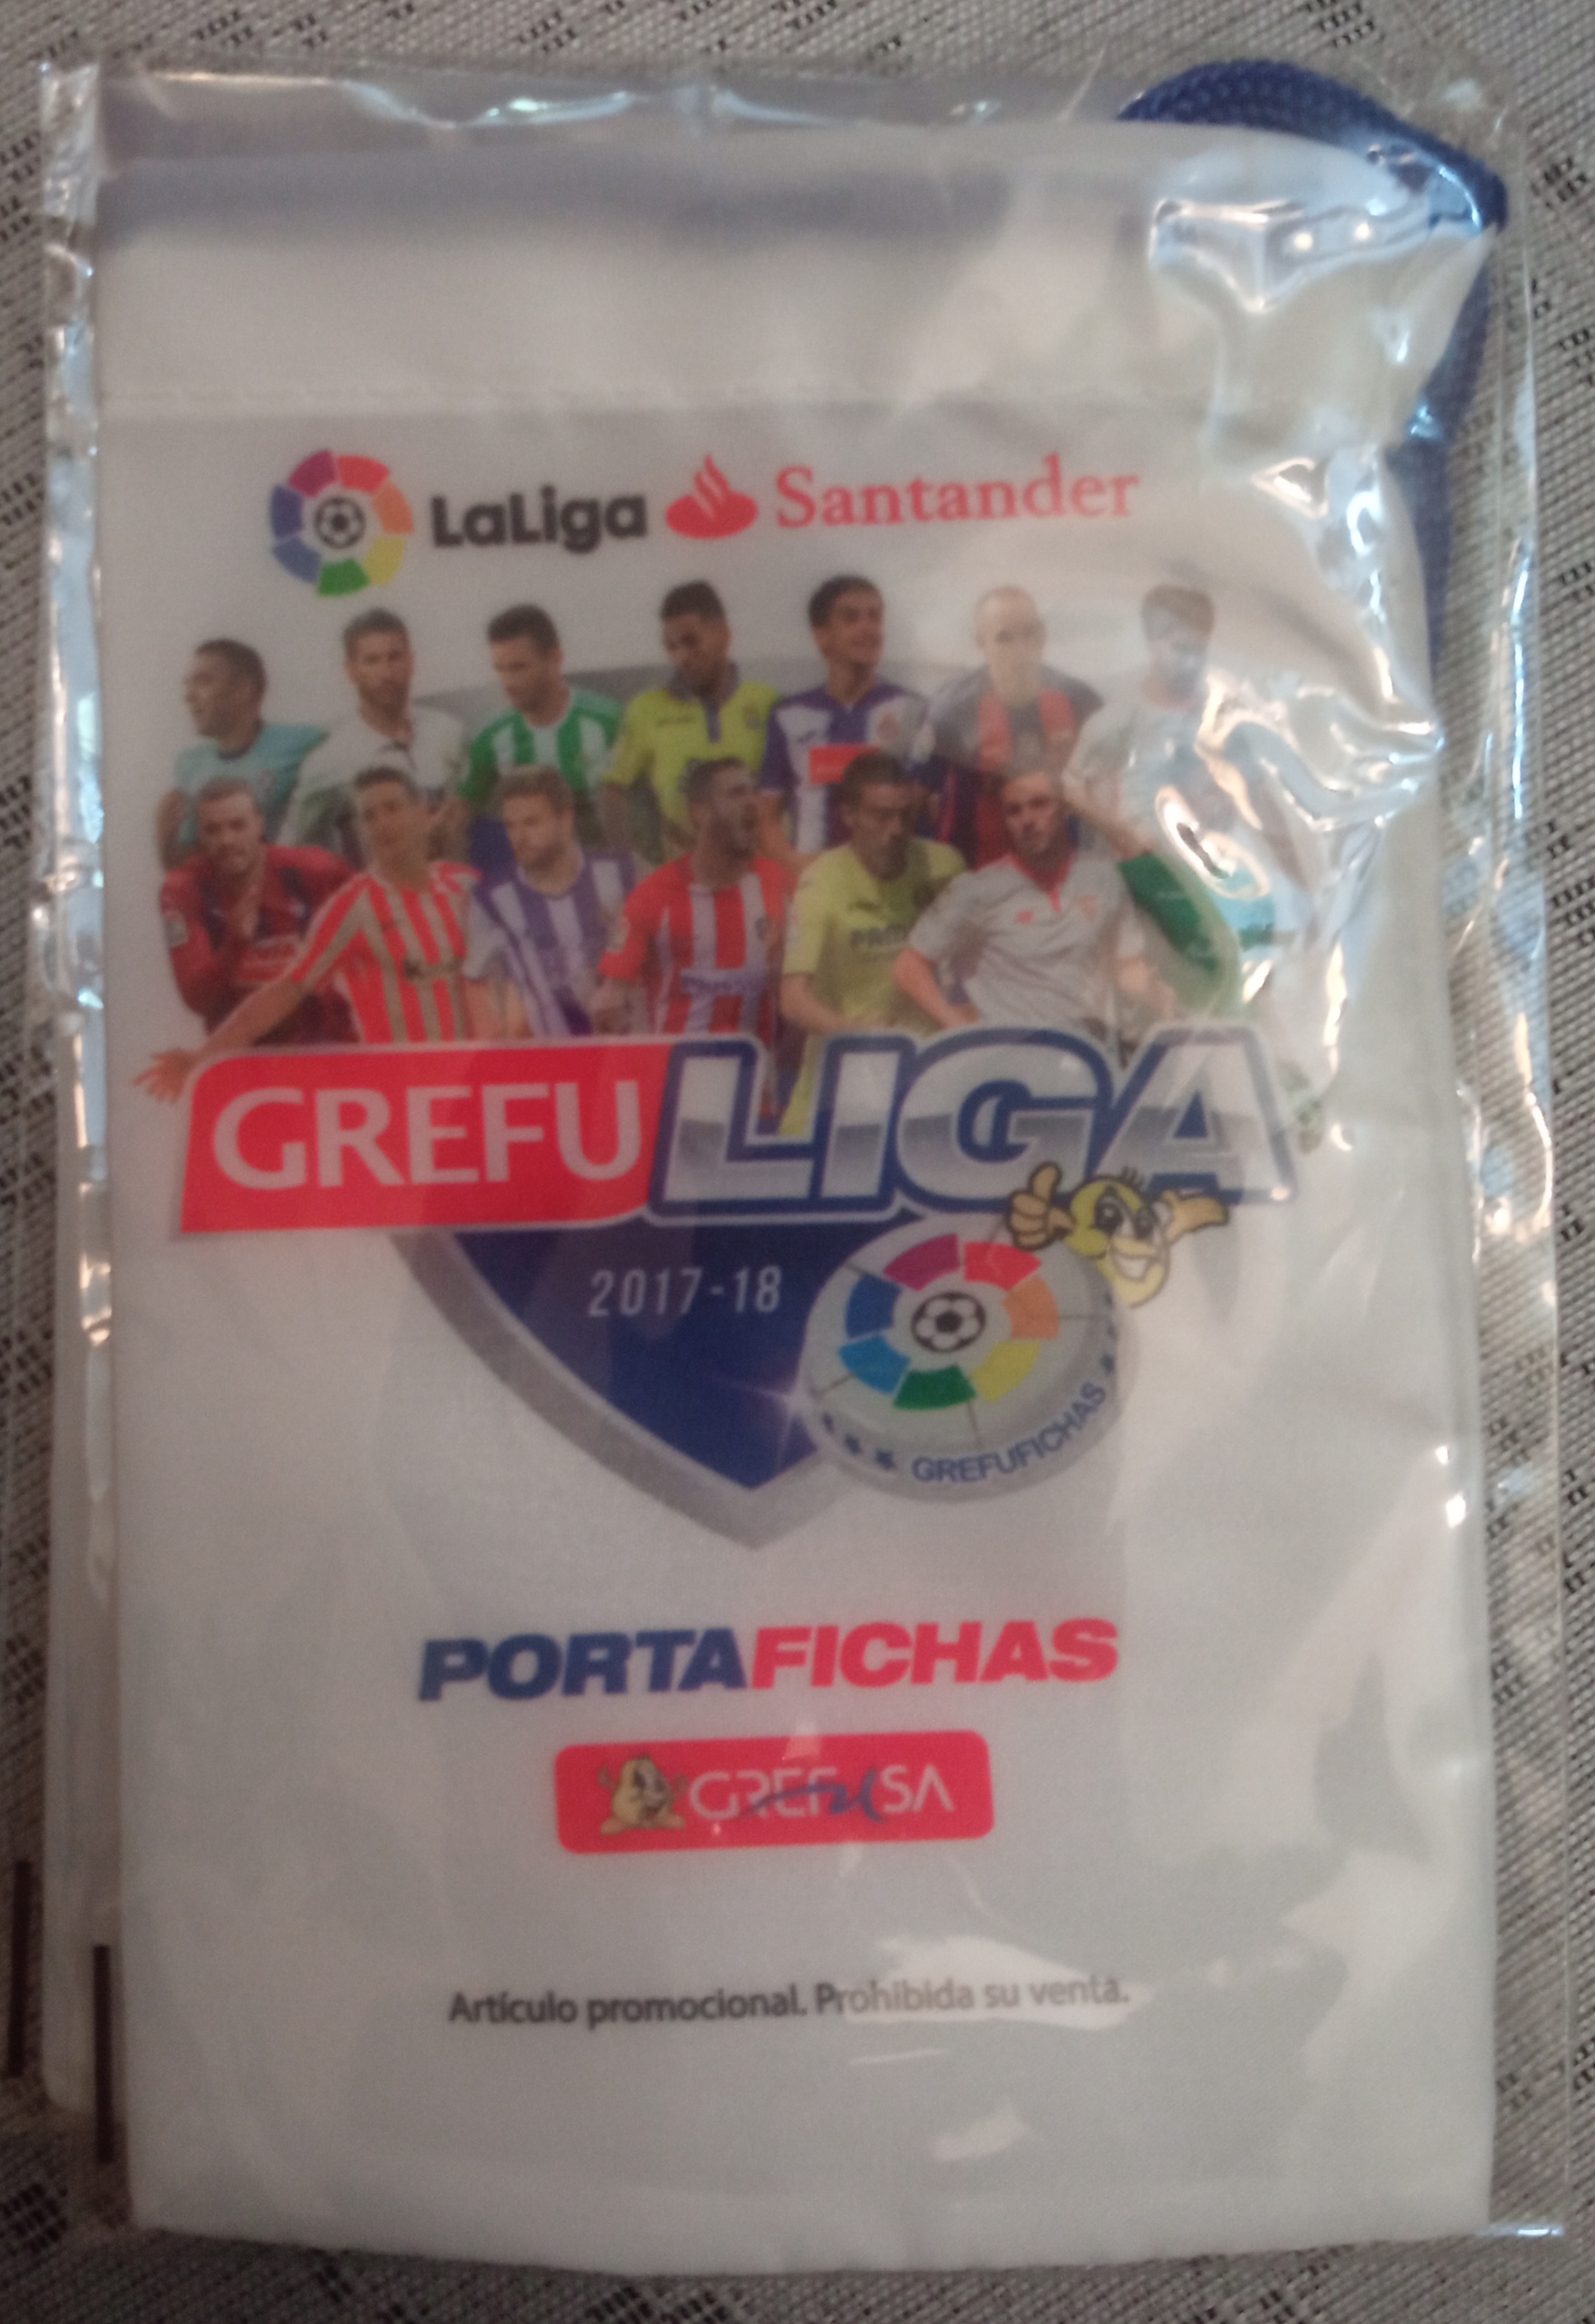 LaLiga Santander
GREFULIGA
2017-18
GREFUFICHAS
PORTAFICHAS
GREFUSA
Artículo promocional. Prohibida su venta.